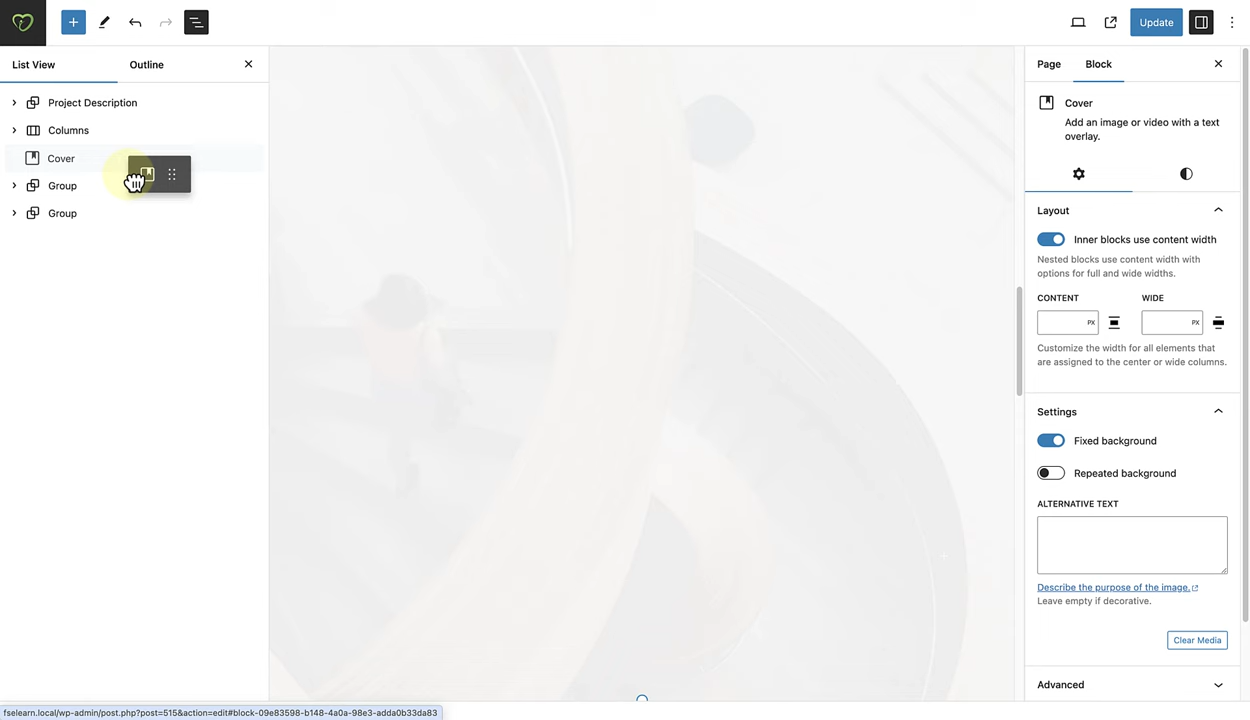 Update
List View
Outline
Project Description
Columns
Cover
Group
Group
Page
Block
Cover
Add an image or video with a text
overlay.
Layout
Inner blocks use content width
Nested blocks use content width with
options for full and wide widths.
CONTENT
WIDE
PX
PX
Customize the width for all elements that
are assigned to the center or wide columns.
Settings
Fixed background
Repeated background
ALTERNATIVE TEXT
Describe the purpose of the image.
Leave empty if decorative.
Clear Media
Advanced
fselearn.local/wp-admin/post.php?post=515&action=edit#block-09e83598-b148-4a0a-98e3-adda0b33da83